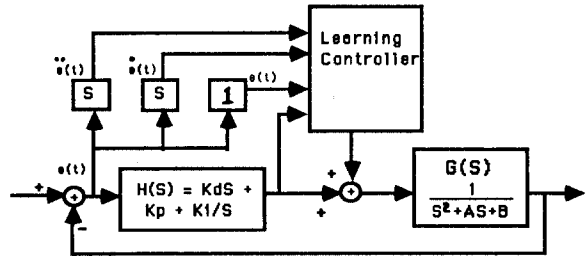 Learning
Controller
ë(t)
ė(t)
e(t)
S
S
1
e(t)
+
+
−
H(S) = KdS +
Kp + Ki/S
+
+
+
G(S)
1
S²+AS+B